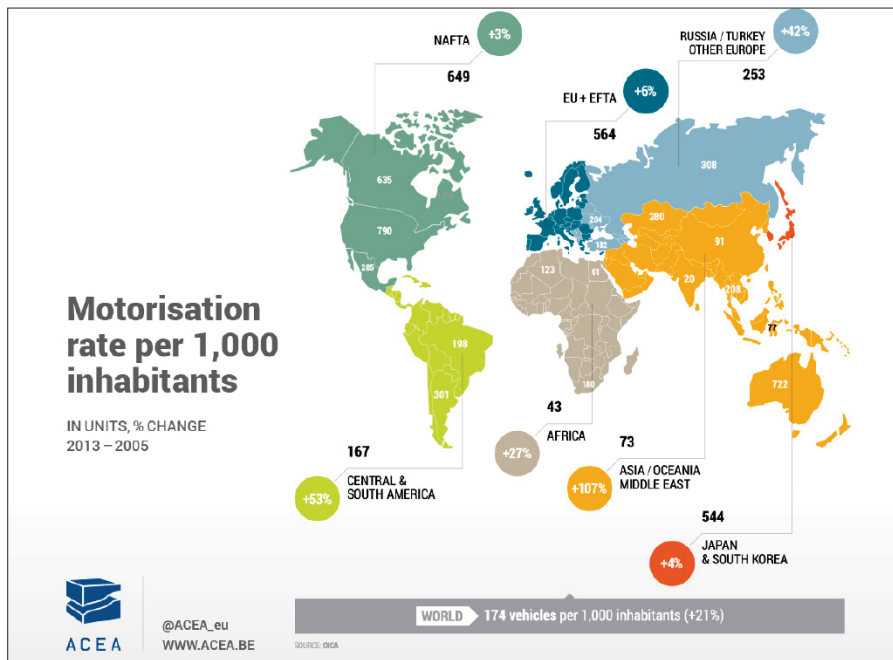 NAFTA
+3%
649
RUSSIA / TURKEY
OTHER EUROPE
+42%
253
EU + EFTA
+6%
564
635
790
285
308
204
182
280
91
20
208
77
722
123
61
180
198
301
Motorisation
rate per 1,000
inhabitants
IN UNITS, % CHANGE
2013 – 2005
167
+53%
CENTRAL &
SOUTH AMERICA
43
+27%
AFRICA
73
+107%
ASIA / OCEANIA
MIDDLE EAST
544
+4%
JAPAN
& SOUTH KOREA
WORLD
174 vehicles per 1,000 inhabitants (+21%)
SOURCE: OICA
ACEA
@ACEA_eu
WWW.ACEA.BE